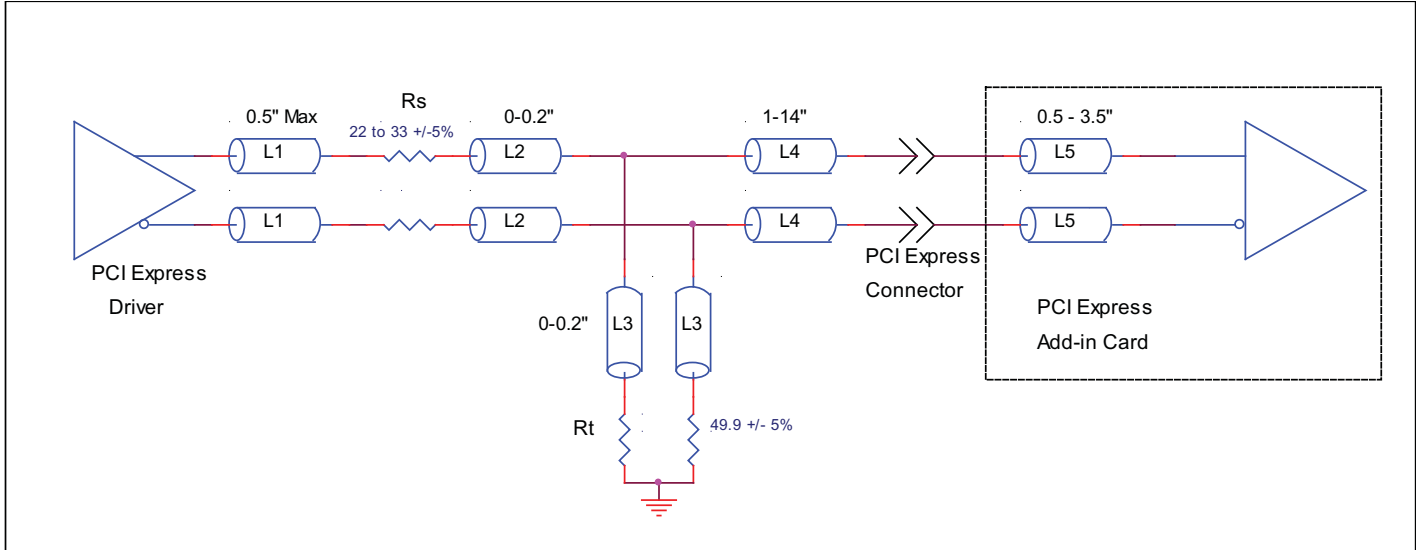 0.5" Max
Rs
22 to 33 +/-5%
0-0.2"
1-14"
0.5 - 3.5"
L1
L2
L4
L5
L1
L2
L4
L5
PCI Express
Driver
PCI Express
Connector
0-0.2"
L3
L3
PCI Express
Add-in Card
Rt
49.9 +/- 5%